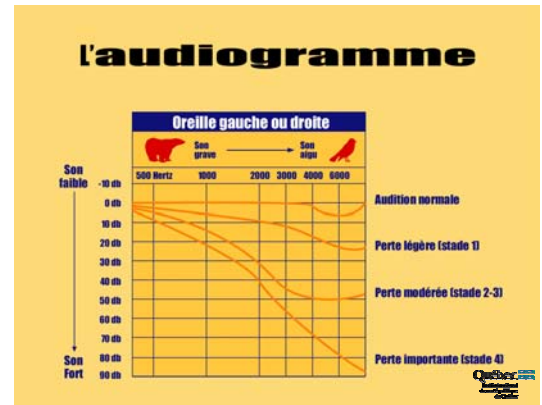 L'audiogramme
Oreille gauche ou droite
Son grave
Son aigu
Son faible
500 Hertz 1000 2000 3000 4000 6000
-10 db
0 db
10 db
20 db
30 db
40 db
50 db
60 db
70 db
80 db
90 db
Son Fort
Audition normale
Perte légère (stade 1)
Perte modérée (stade 2-3)
Perte importante (stade 4)
Québec